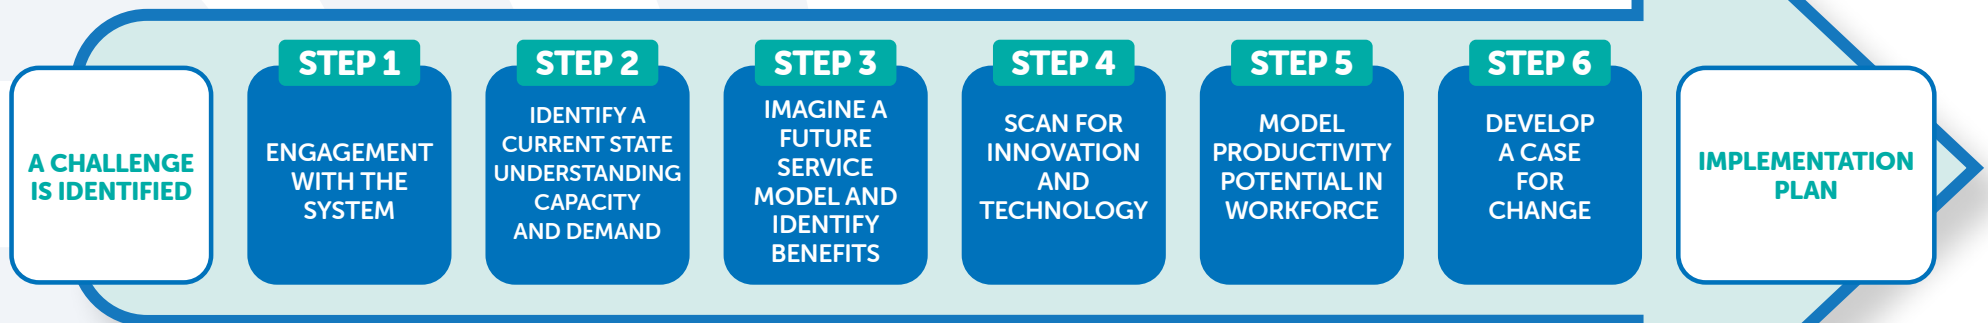 A CHALLENGE
IS IDENTIFIED
STEP 1
ENGAGEMENT
WITH THE
SYSTEM
STEP 2
IDENTIFY A
CURRENT STATE
UNDERSTANDING
CAPACITY
AND DEMAND
STEP 3
IMAGINE A
FUTURE
SERVICE
MODEL AND
IDENTIFY
BENEFITS
STEP 4
SCAN FOR
INNOVATION
AND
TECHNOLOGY
STEP 5
MODEL
PRODUCTIVITY
POTENTIAL IN
WORKFORCE
STEP 6
DEVELOP
A CASE
FOR
CHANGE
IMPLEMENTATION
PLAN